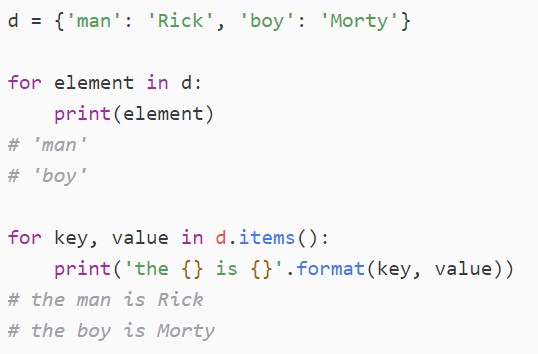 d = {'man': 'Rick', 'boy': 'Morty'}
for element in d:
    print(element)
# 'man'
# 'boy'
for key, value in d.items():
    print('the {} is {}'.format(key, value))
# the man is Rick
# the boy is Morty